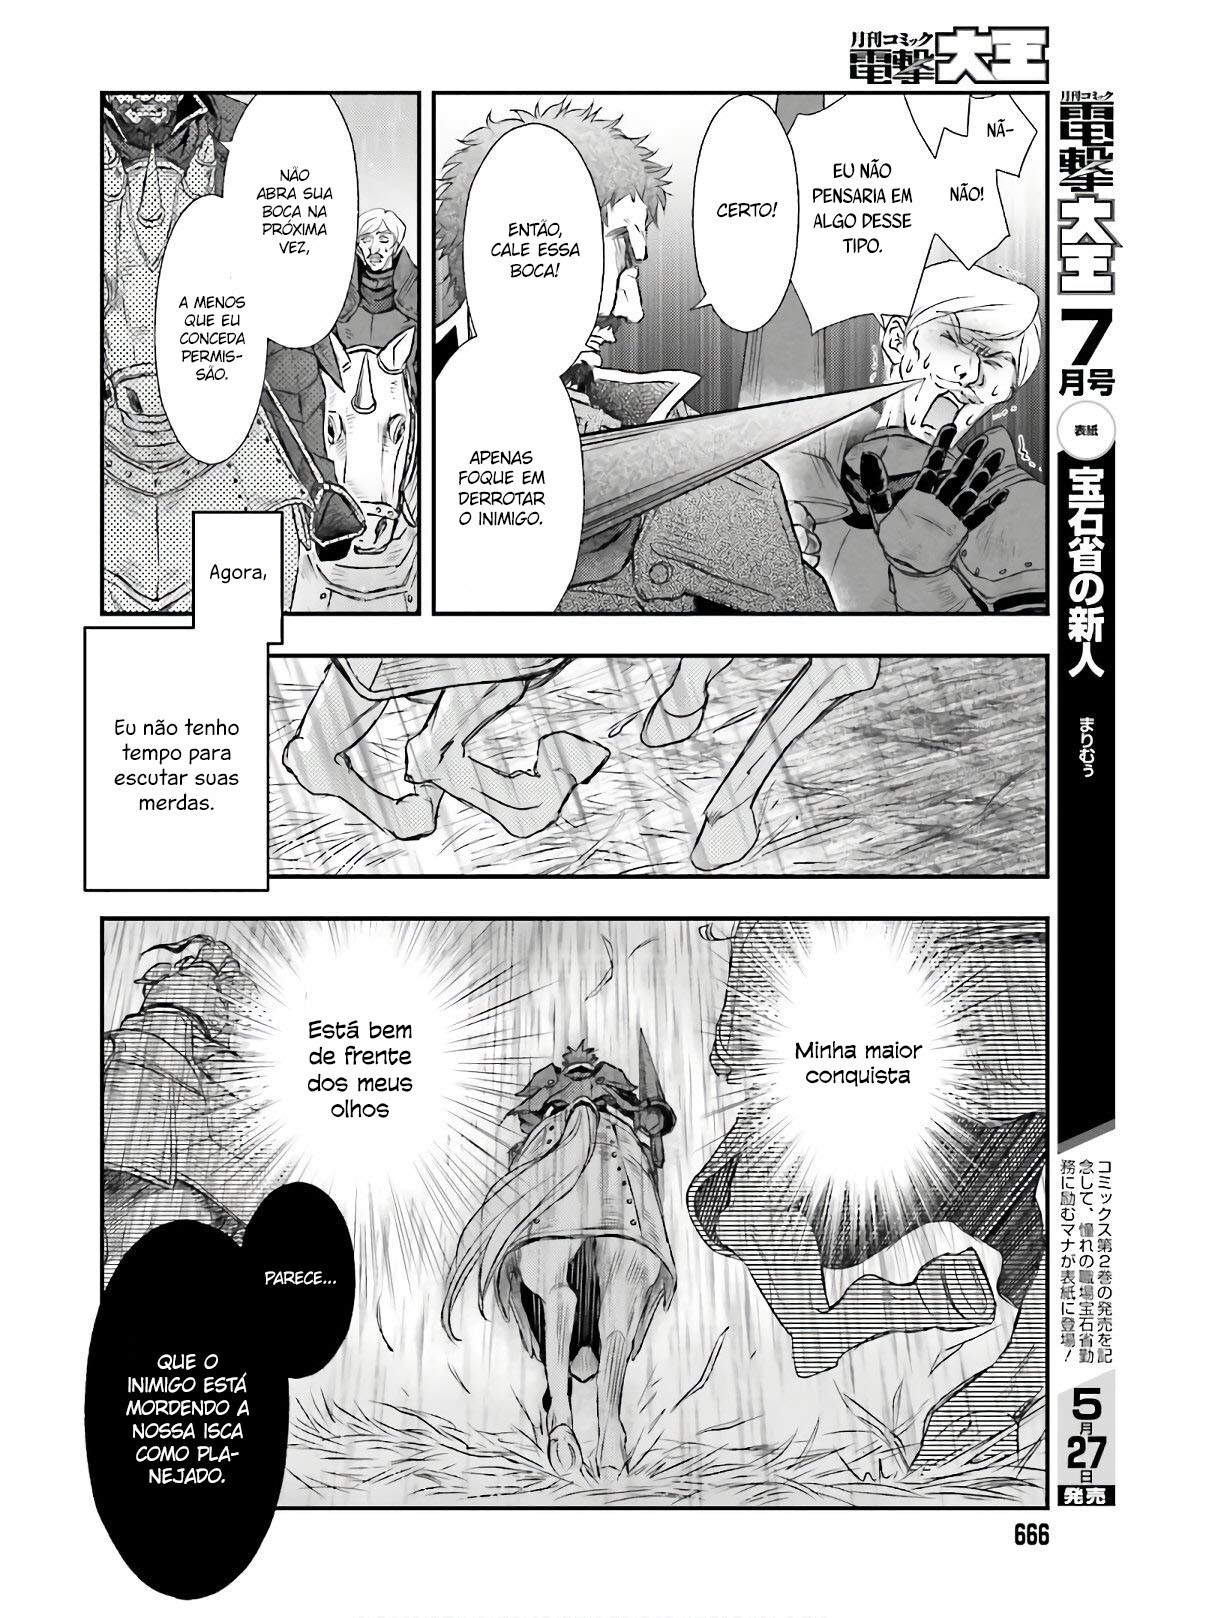 月刊コミック
電撃大王
NÃ-
NÃO!
EU NÃO
PENSARIA EM
ALGO DESSE
TIPO.
CERTO!
ENTÃO,
CALE ESSA
BOCA!
APENAS
FOQUE EM
DERROTAR
O INIMIGO.
NÃO
ABRA SUA
BOCA NA
PRÓXIMA
VEZ,
A MENOS
QUE EU
CONCEDA
PERMIS-
SÃO.
Agora,
Eu não tenho
tempo para
escutar suas
merdas.
Minha maior
conquista
Está bem
de frente
dos meus
olhos
PARECE...
QUE O
INIMIGO ESTÁ
MORDENDO A
NOSSA ISCA
COMO PLA-
NEJADO.
月刊コミック
電撃大王
7
月号
表紙
宝石省の新人
まりむぅ
コミックス第2巻の発売を記
念して、憧れの職場宝石省勤
務に励むマナが表紙に登場!
5
月
27
日
発売
666